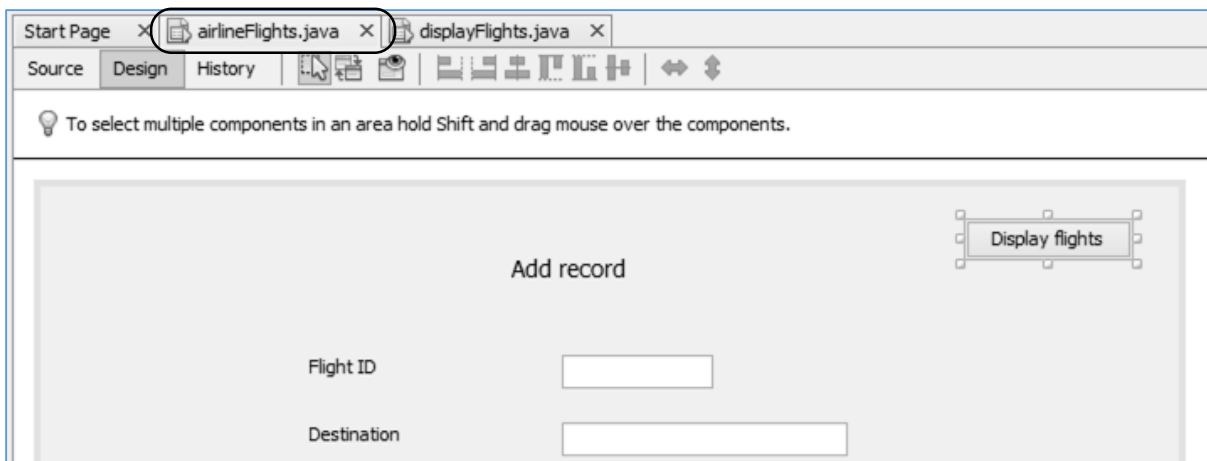 Start Page airlineFlights.java displayFlights.java
Source Design History
To select multiple components in an area hold Shift and drag mouse over the components.
Display flights
Add record
Flight ID
Destination